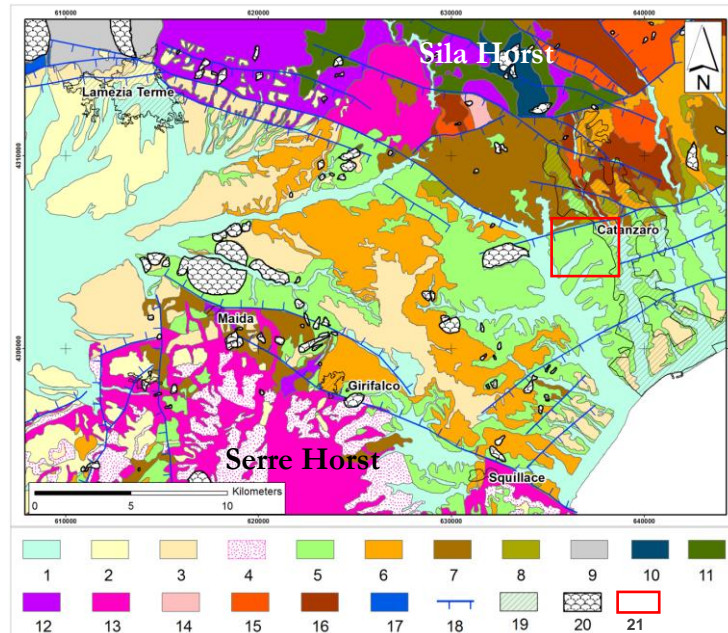 610000 620000 630000 640000
Sila Horst
N
Lamezia Terme
4310000 4310000
Catanzaro
Maida
4300000 4300000
Girifalco
Serre Horst
Squillace
Kilometers
0 5 10
610000 620000 630000 640000
1 2 3 4 5 6 7 8 9 10 11
12 13 14 15 16 17 18 19 20 21